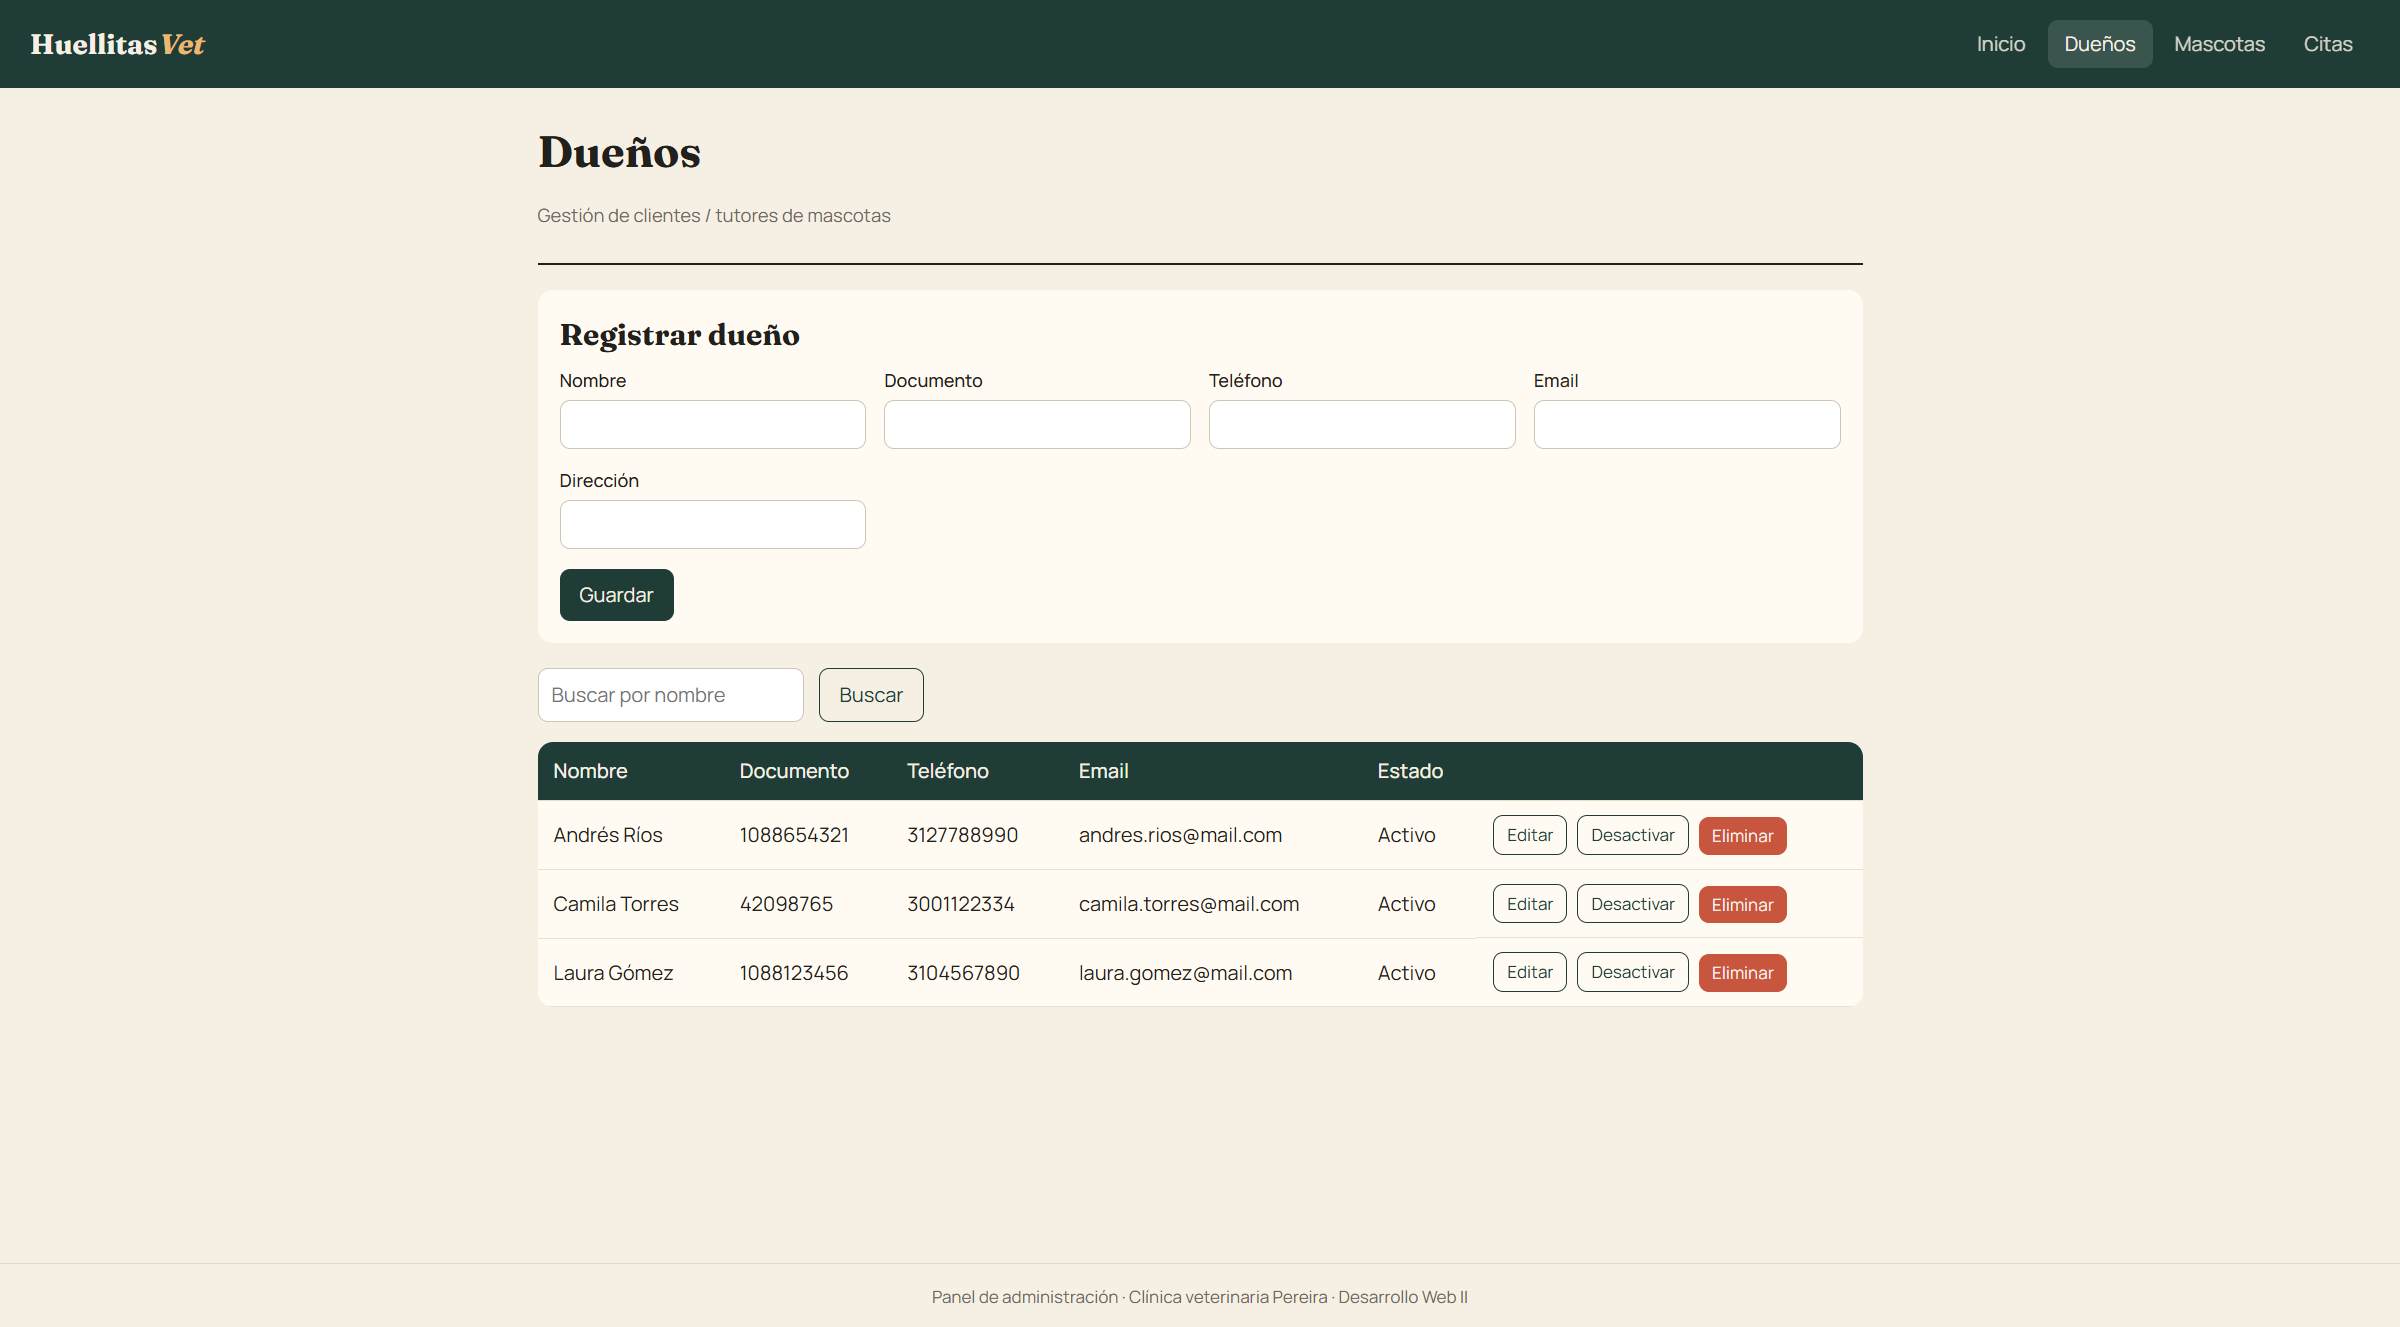 HuellitasVet Inicio Dueños Mascotas Citas
Dueños
Gestión de clientes / tutores de mascotas
Registrar dueño
Nombre Documento Teléfono Email
Dirección
Guardar
Buscar por nombre Buscar
Nombre Documento Teléfono Email Estado
Andrés Ríos 1088654321 3127788990 andres.rios@mail.com Activo Editar Desactivar Eliminar
Camila Torres 42098765 3001122334 camila.torres@mail.com Activo Editar Desactivar Eliminar
Laura Gómez 1088123456 3104567890 laura.gomez@mail.com Activo Editar Desactivar Eliminar
Panel de administración · Clínica veterinaria Pereira · Desarrollo Web II